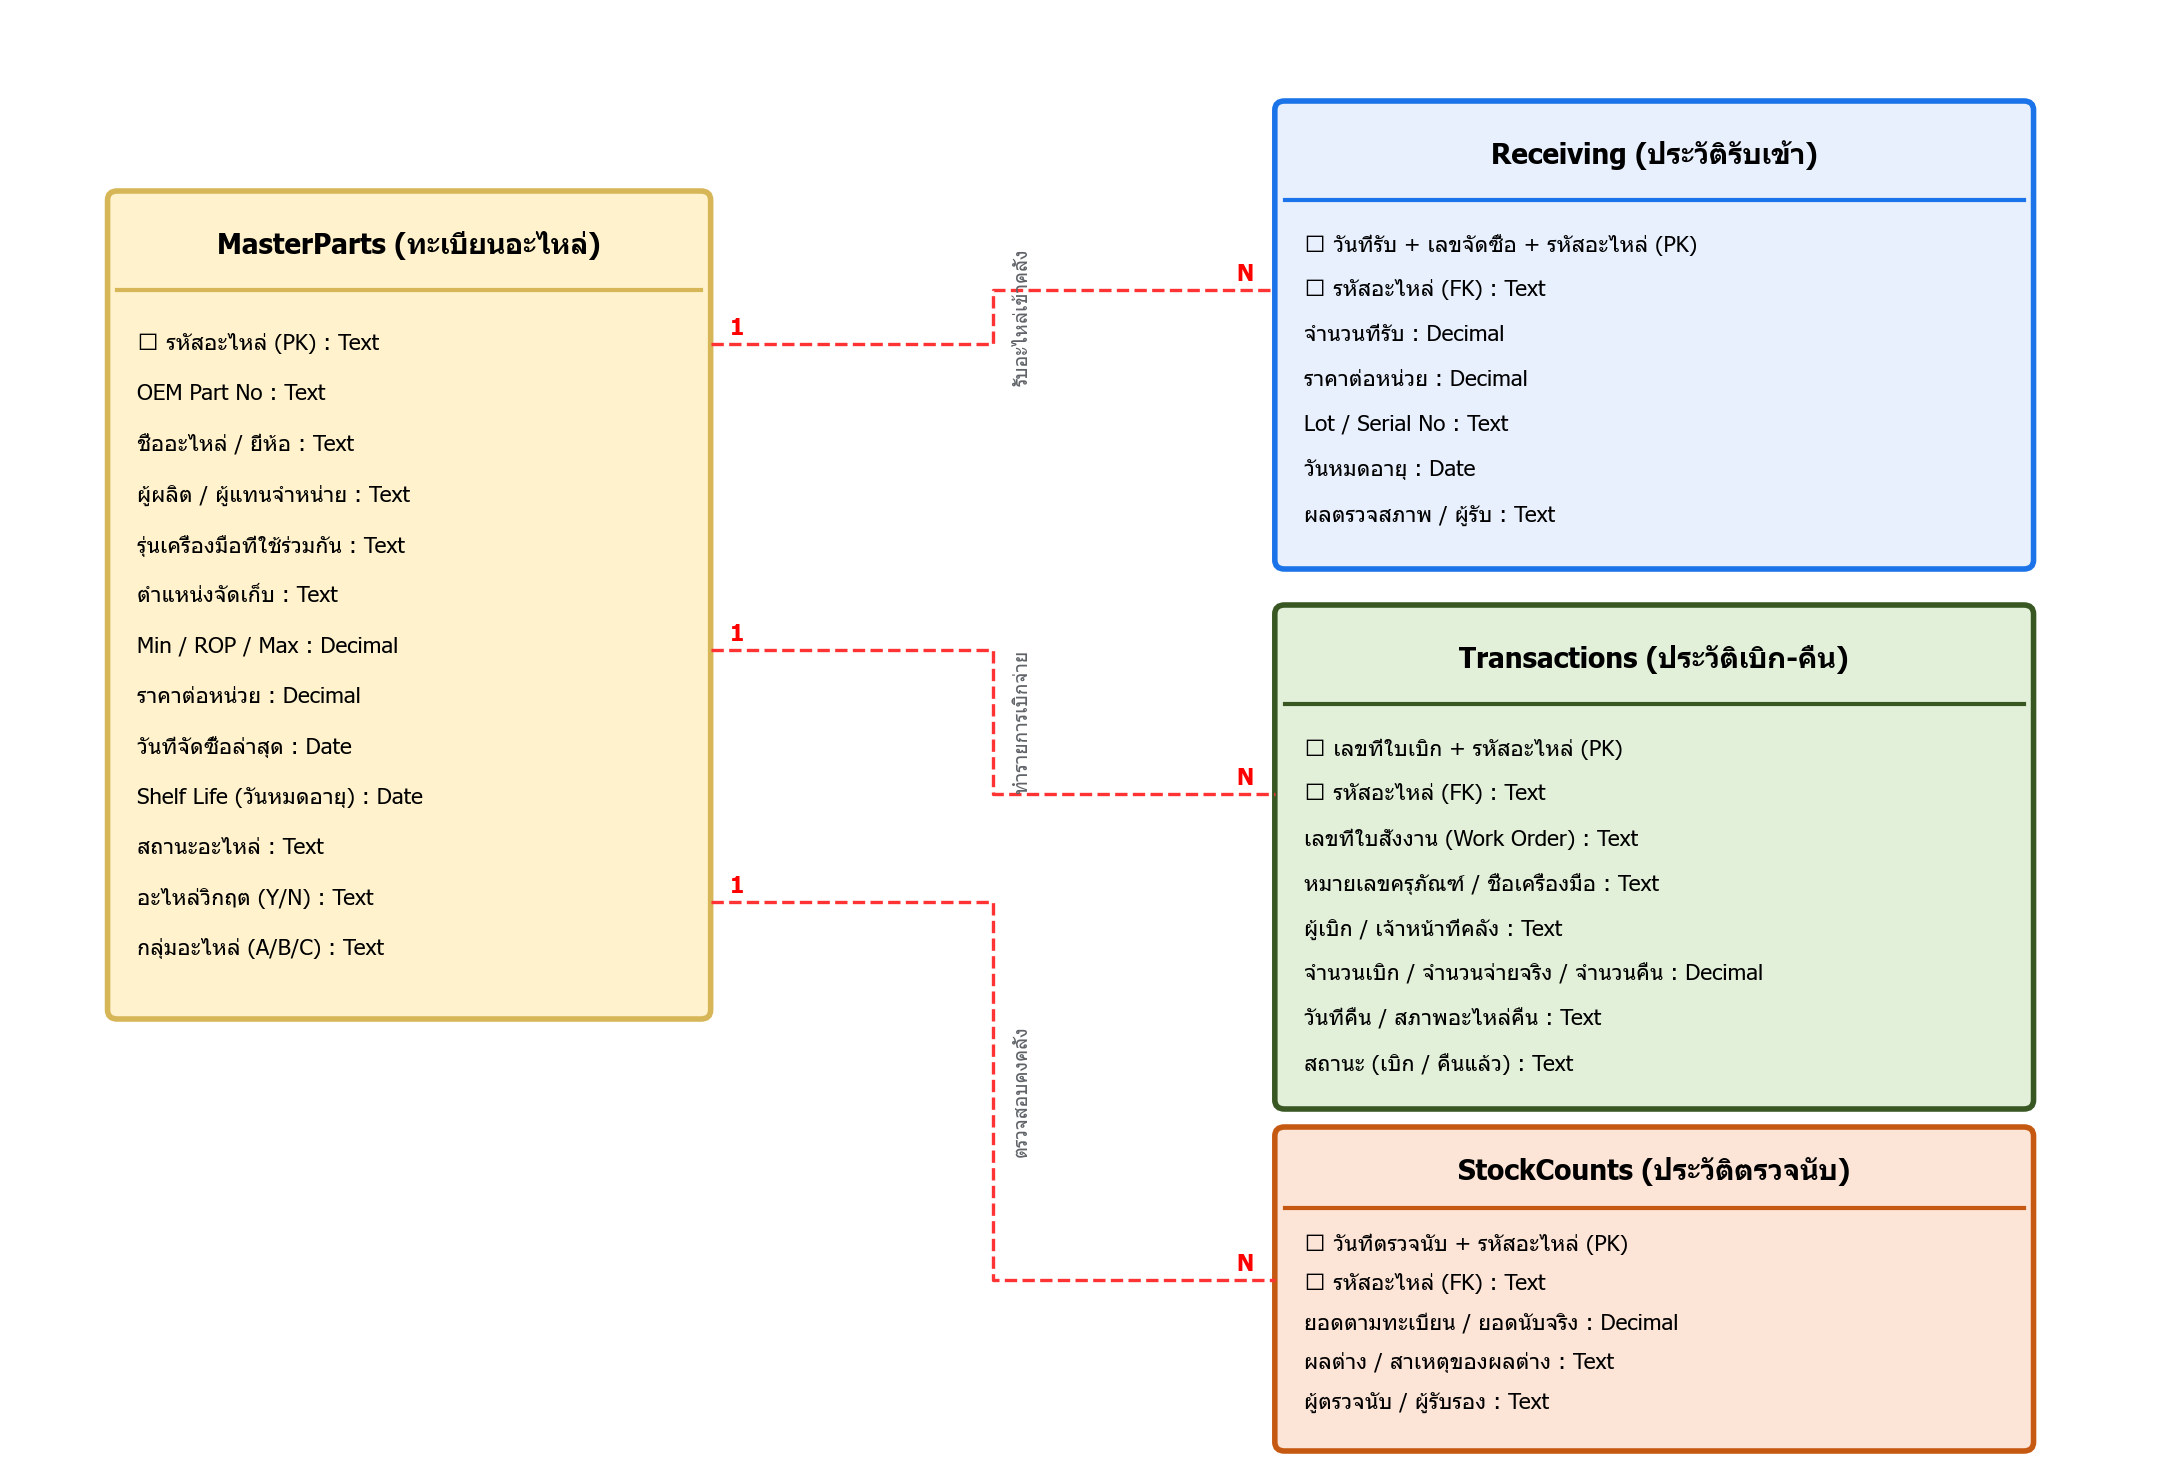 MasterParts (ทะเบียนอะไหล่)
☐ รหัสอะไหล่ (PK) : Text
OEM Part No : Text
ชื่ออะไหล่ / ยี่ห้อ : Text
ผู้ผลิต / ผู้แทนจำหน่าย : Text
รุ่นเครื่องมือที่ใช้ร่วมกัน : Text
ตำแหน่งจัดเก็บ : Text
Min / ROP / Max : Decimal
ราคาต่อหน่วย : Decimal
วันที่จัดซื้อล่าสุด : Date
Shelf Life (วันหมดอายุ) : Date
สถานะอะไหล่ : Text
อะไหล่วิกฤต (Y/N) : Text
กลุ่มอะไหล่ (A/B/C) : Text
1
รับอะไหล่เข้าคลัง
N
1
ทำรายการเบิกจ่าย
N
1
ตรวจสอบคงคลัง
N
Receiving (ประวัติรับเข้า)
☐ วันที่รับ + เลขจัดซื้อ + รหัสอะไหล่ (PK)
☐ รหัสอะไหล่ (FK) : Text
จำนวนที่รับ : Decimal
ราคาต่อหน่วย : Decimal
Lot / Serial No : Text
วันหมดอายุ : Date
ผลตรวจสภาพ / ผู้รับ : Text
Transactions (ประวัติเบิก-คืน)
☐ เลขที่ใบเบิก + รหัสอะไหล่ (PK)
☐ รหัสอะไหล่ (FK) : Text
เลขที่ใบสั่งงาน (Work Order) : Text
หมายเลขครุภัณฑ์ / ชื่อเครื่องมือ : Text
ผู้เบิก / เจ้าหน้าที่คลัง : Text
จำนวนเบิก / จำนวนจ่ายจริง / จำนวนคืน : Decimal
วันที่คืน / สภาพอะไหล่คืน : Text
สถานะ (เบิก / คืนแล้ว) : Text
StockCounts (ประวัติตรวจนับ)
☐ วันที่ตรวจนับ + รหัสอะไหล่ (PK)
☐ รหัสอะไหล่ (FK) : Text
ยอดตามทะเบียน / ยอดนับจริง : Decimal
ผลต่าง / สาเหตุของผลต่าง : Text
ผู้ตรวจนับ / ผู้รับรอง : Text